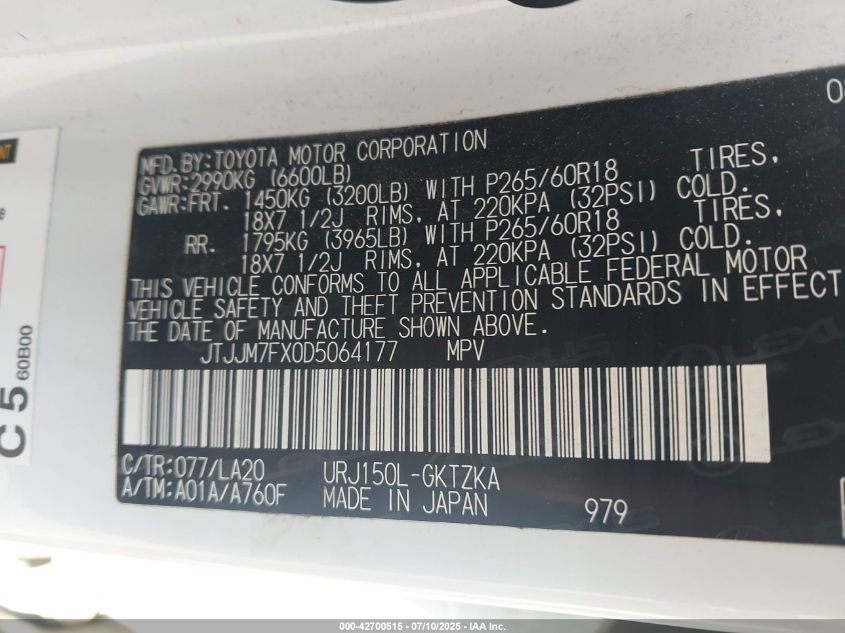 08
MFD.BY:TOYOTA MOTOR CORPORATION
GVWR:2990KG (6600LB)
GAWR:FRT. 1450KG (3200LB) WITH P265/60R18 TIRES,
18X7 1/2J RIMS, AT 220KPA (32PSI) COLD.
RR. 1795KG (3965LB) WITH P265/60R18 TIRES,
18X7 1/2J RIMS, AT 220KPA (32PSI) COLD.
THIS VEHICLE CONFORMS TO ALL APPLICABLE FEDERAL MOTOR
VEHICLE SAFETY AND THEFT PREVENTION STANDARDS IN EFFECT
THE DATE OF MANUFACTURE SHOWN ABOVE.
JTJJM7FX0D5064177 MPV
C/TR:077/LA20 URJ150L-GKTZKA
A/TM:A01A/A760F MADE IN JAPAN 979
C 5 60B00
LEXUS
000-42700515 - 07/10/2025 - IAA Inc.